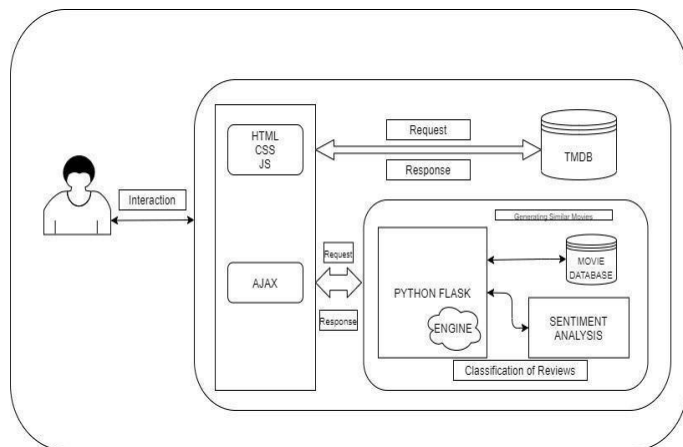 HTML
CSS
JS
Request
Response
TMDB
Interaction
Generating Similar Movies
Request
AJAX
Response
PYTHON FLASK
ENGINE
MOVIE
DATABASE
SENTIMENT
ANALYSIS
Classification of Reviews